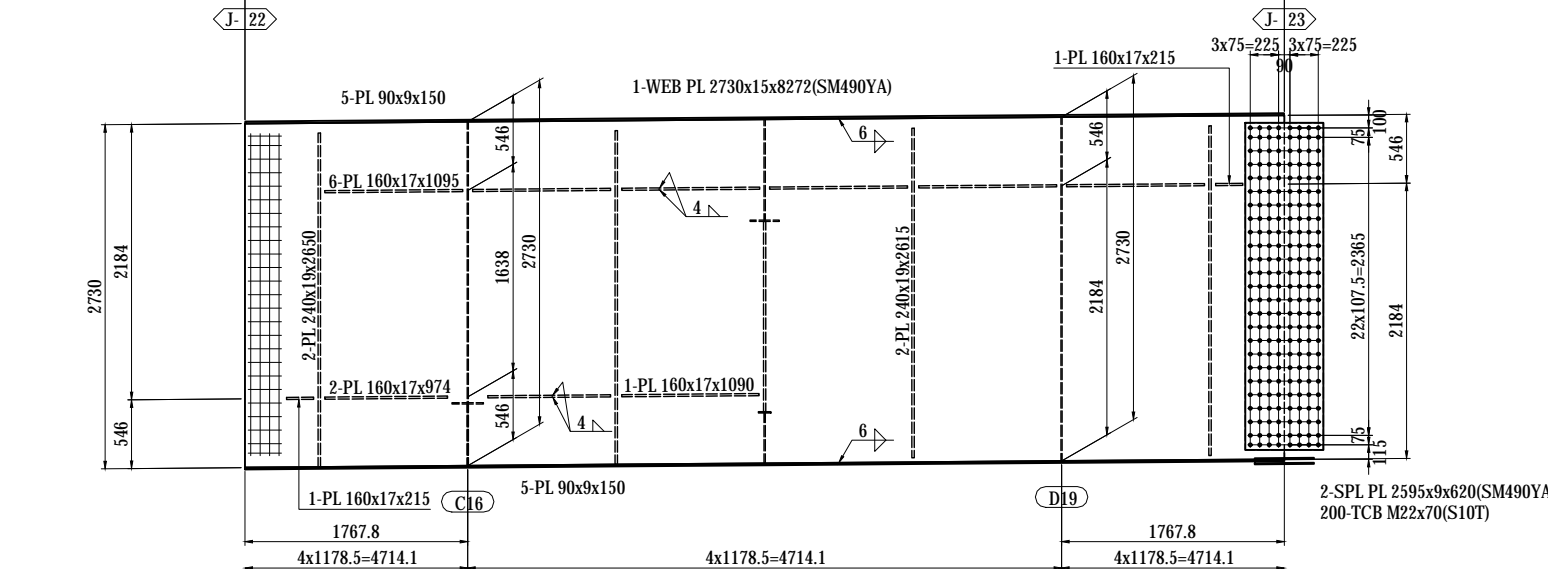 J- 22
J- 23
3x75=225 3x75=225
90
1-PL 160x17x215
1-WEB PL 2730x15x8272(SM490YA)
5-PL 90x9x150
546
6
546
75
100
546
6-PL 160x17x1095
4
2730
2184
2-PL 240x19x2650
1638
2730
2-PL 240x19x2615
2184
2730
22x107.5=2365
2184
2-PL 160x17x974
1-PL 160x17x1090
546
546
4
6
75
115
1-PL 160x17x215
C16
5-PL 90x9x150
D19
2-SPL PL 2595x9x620(SM490YA
200-TCB M22x70(S10T)
1767.8
1767.8
4x1178.5=4714.1
4x1178.5=4714.1
4x1178.5=4714.1